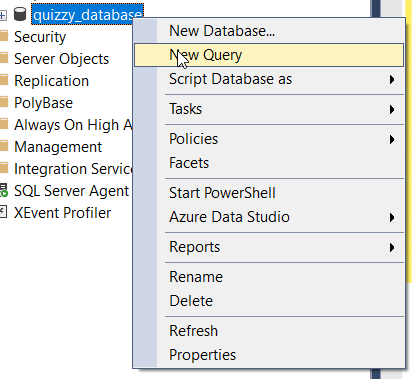 quizzy_database
Security
Server Objects
Replication
PolyBase
Always On High A
Management
Integration Service
SQL Server Agent
XEvent Profiler
New Database...
New Query
Script Database as
Tasks
Policies
Facets
Start PowerShell
Azure Data Studio
Reports
Rename
Delete
Refresh
Properties